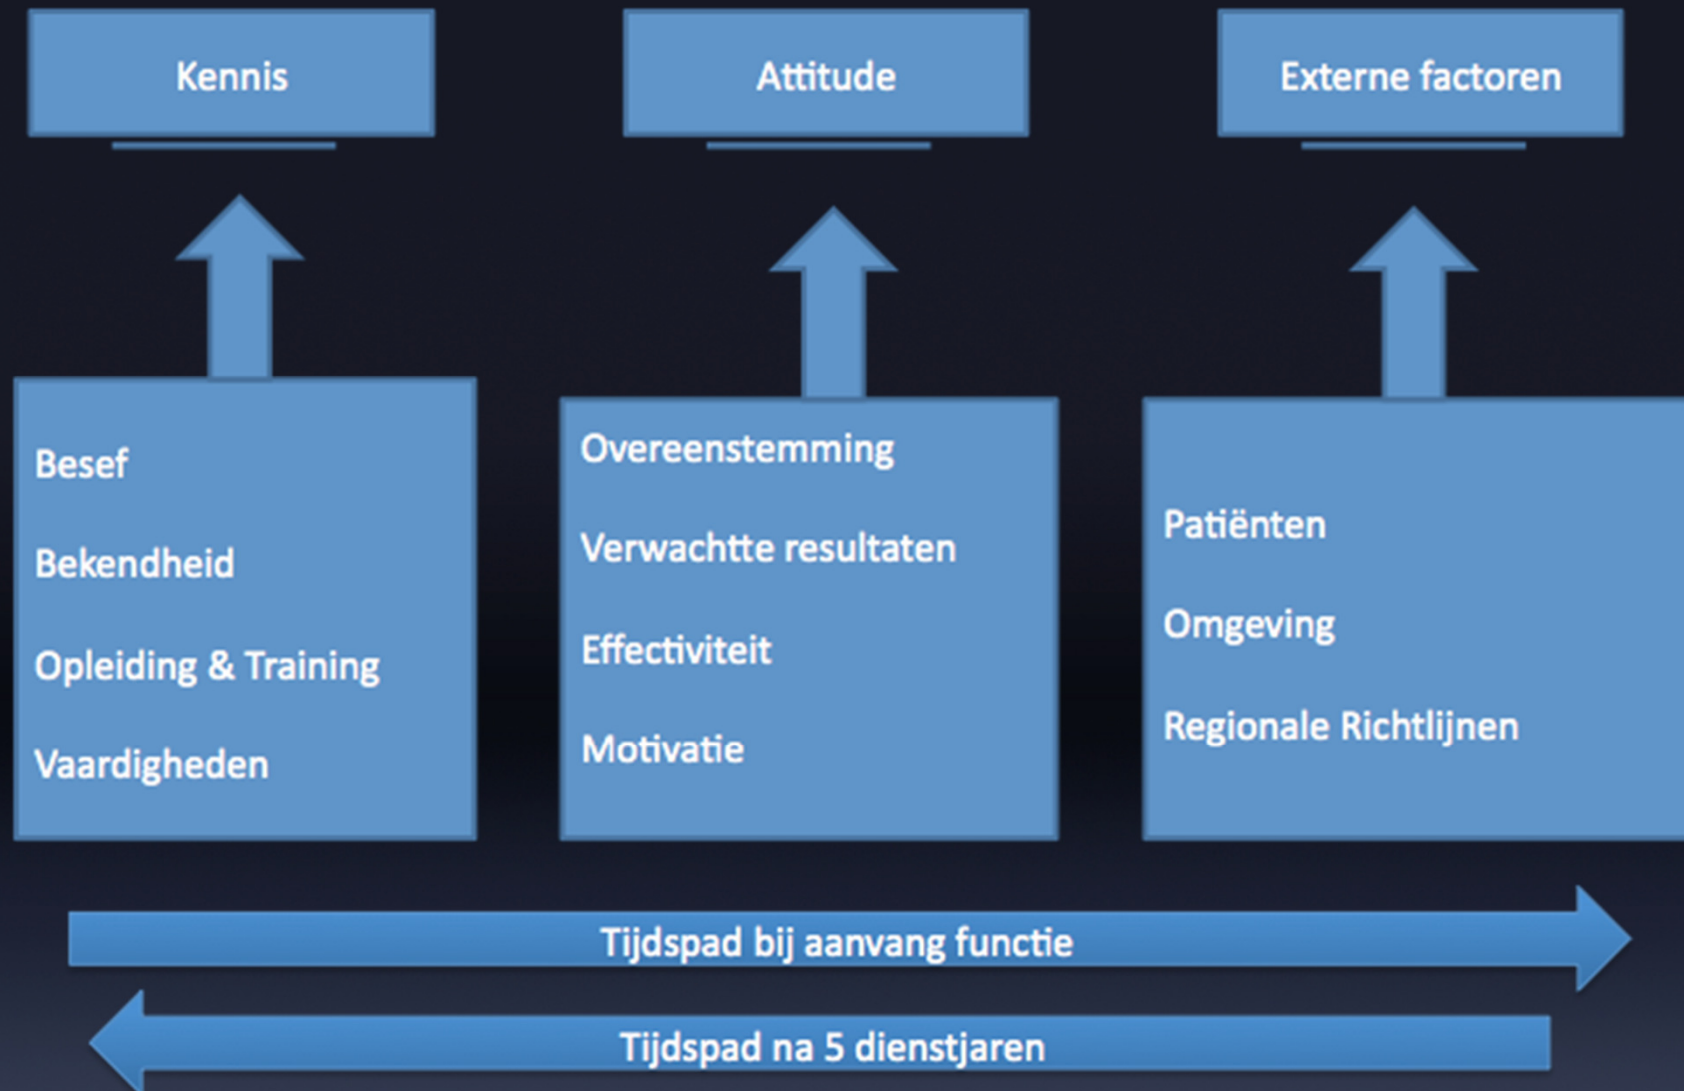 Kennis
Attitude
Externe factoren
Besef
Bekendheid
Opleiding & Training
Vaardigheden
Overeenstemming
Verwachtte resultaten
Effectiviteit
Motivatie
Patiënten
Omgeving
Regionale Richtlijnen
Tijdspad bij aanvang functie
Tijdspad na 5 dienstjaren